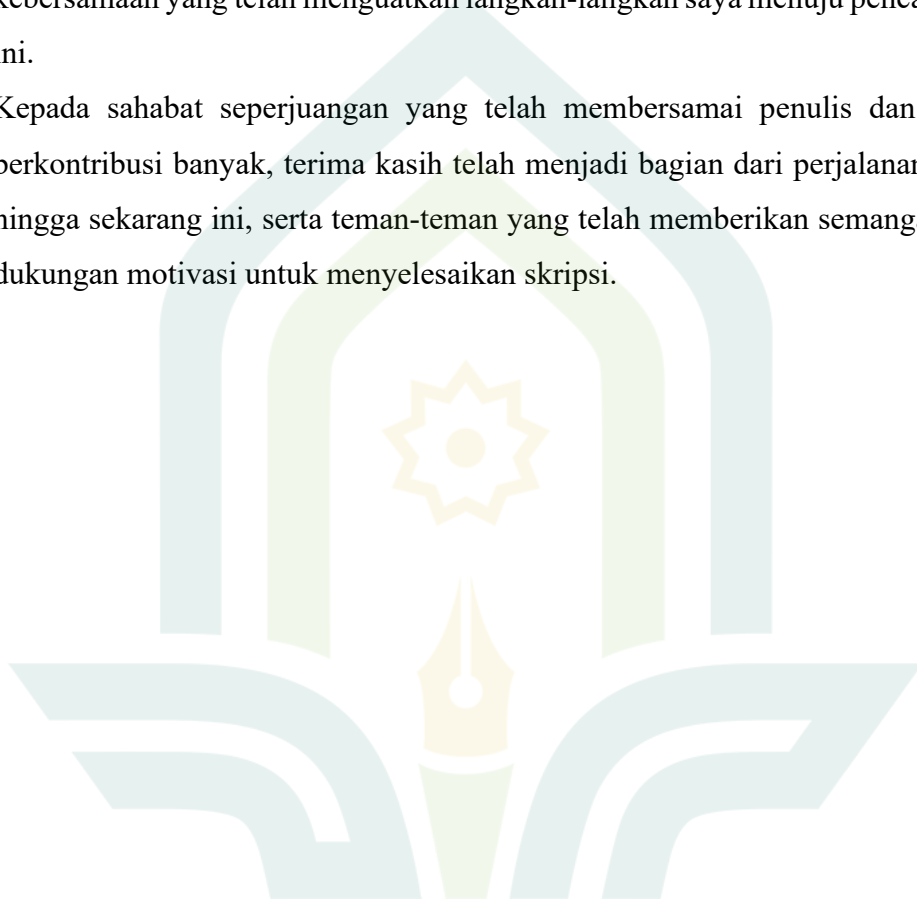 kebersamaan yang telah menguatkan langkah-langkah saya menuju
ini.
Kepada sahabat seperjuangan yang telah membersamai penulis dan
berkontribusi banyak, terima kasih telah menjadi bagian dari perjalanan
hingga sekarang ini, serta teman-teman yang telah memberikan
dukungan motivasi untuk menyelesaikan skripsi.